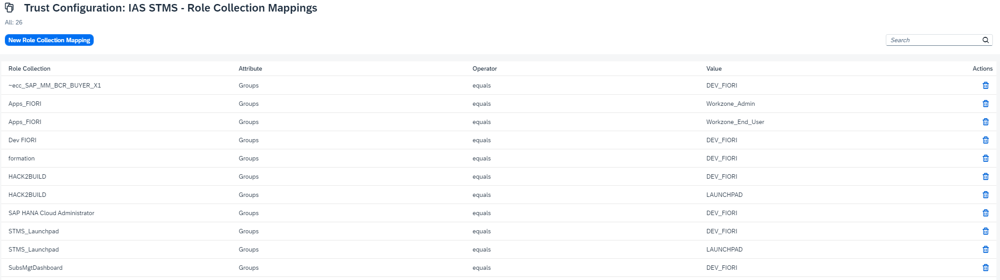 Trust Configuration: IAS STMS - Role Collection Mappings
All: 26
New Role Collection Mapping
Search
Role Collection Attribute Operator Value Actions
~ecc_SAP_MM_BCR_BUYER_X1 Groups equals DEV_FIORI
Apps_FIORI Groups equals Workzone_Admin
Apps_FIORI Groups equals Workzone_End_User
Dev FIORI Groups equals DEV_FIORI
formation Groups equals DEV_FIORI
HACK2BUILD Groups equals DEV_FIORI
HACK2BUILD Groups equals LAUNCHPAD
SAP HANA Cloud Administrator Groups equals DEV_FIORI
STMS_Launchpad Groups equals DEV_FIORI
STMS_Launchpad Groups equals LAUNCHPAD
SubsMgtDashboard Groups equals DEV_FIORI